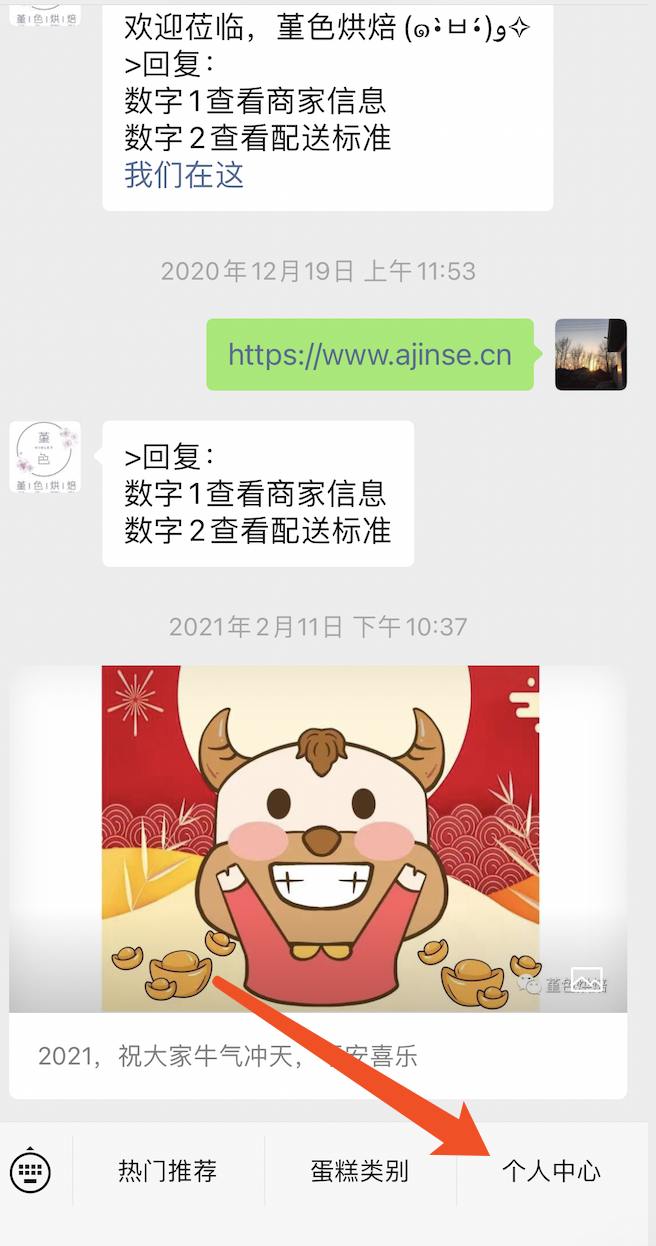 堇|色|烘|焙
欢迎莅临，堇色烘焙(๑•̀ㅂ•́)و✧
>回复：
数字1查看商家信息
数字2查看配送标准
我们在这
2020年12月19日 上午11:53
https://www.ajinse.cn
堇
色
堇|色|烘|焙
>回复：
数字1查看商家信息
数字2查看配送标准
2021年2月11日 下午10:37
堇色烘焙
2021，祝大家牛气冲天，安喜乐
热门推荐
蛋糕类别
个人中心